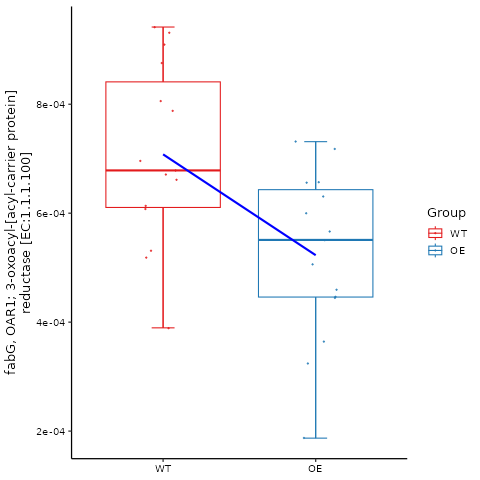 fabG, OAR1; 3-oxoacyl-[acyl-carrier protein]
reductase [EC:1.1.1.100]
8e-04
6e-04
4e-04
2e-04
WT
OE
Group
WT
OE